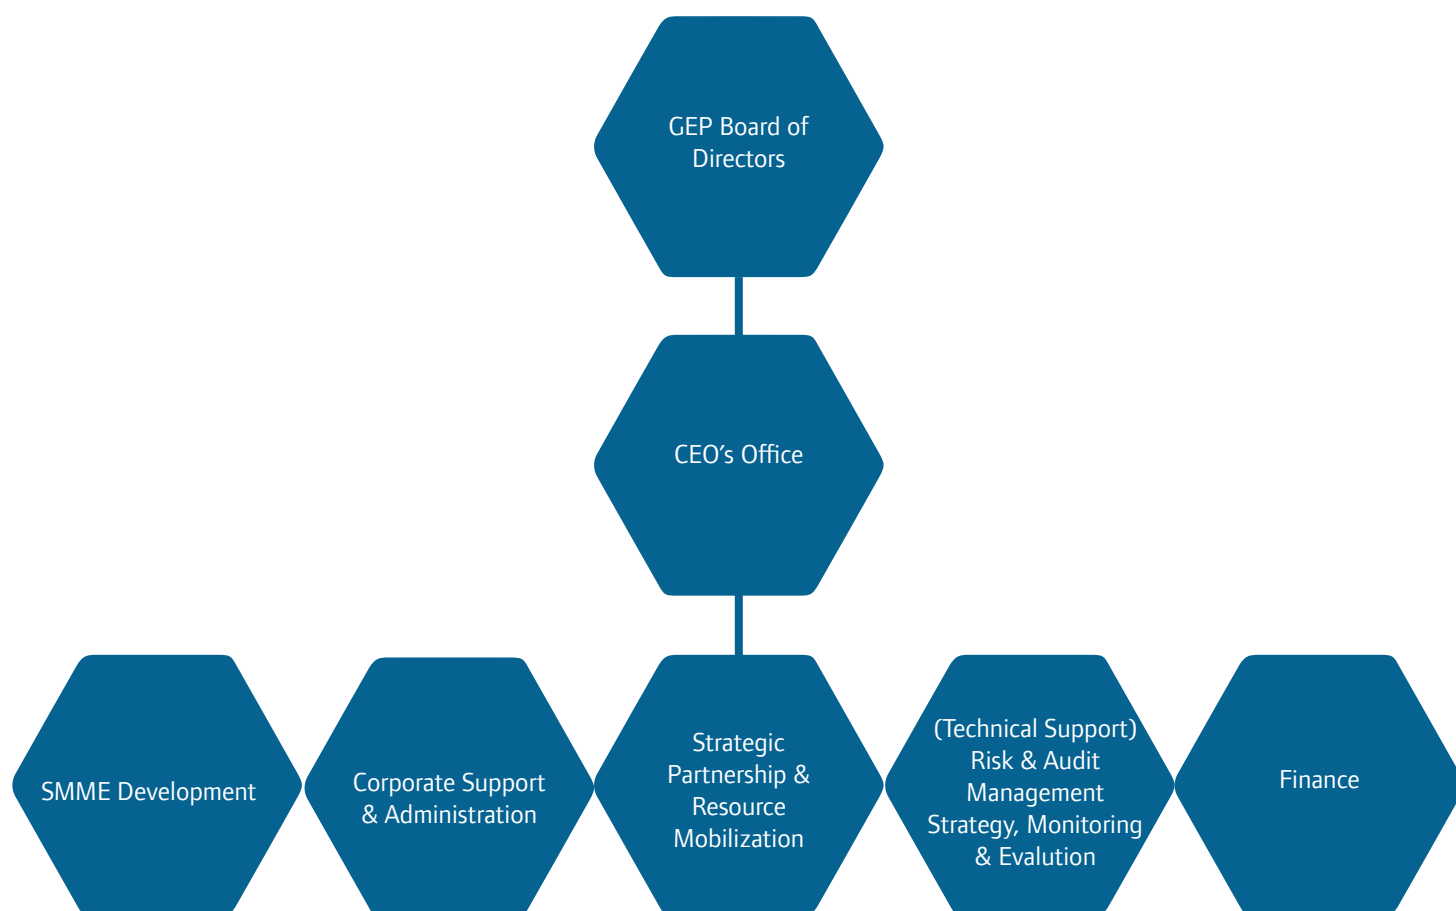 GEP Board of
Directors
CEO’s Office
SMME Development
Corporate Support
& Administration
Strategic
Partnership &
Resource
Mobilization
(Technical Support)
Risk & Audit
Management
Strategy, Monitoring
& Evalution
Finance